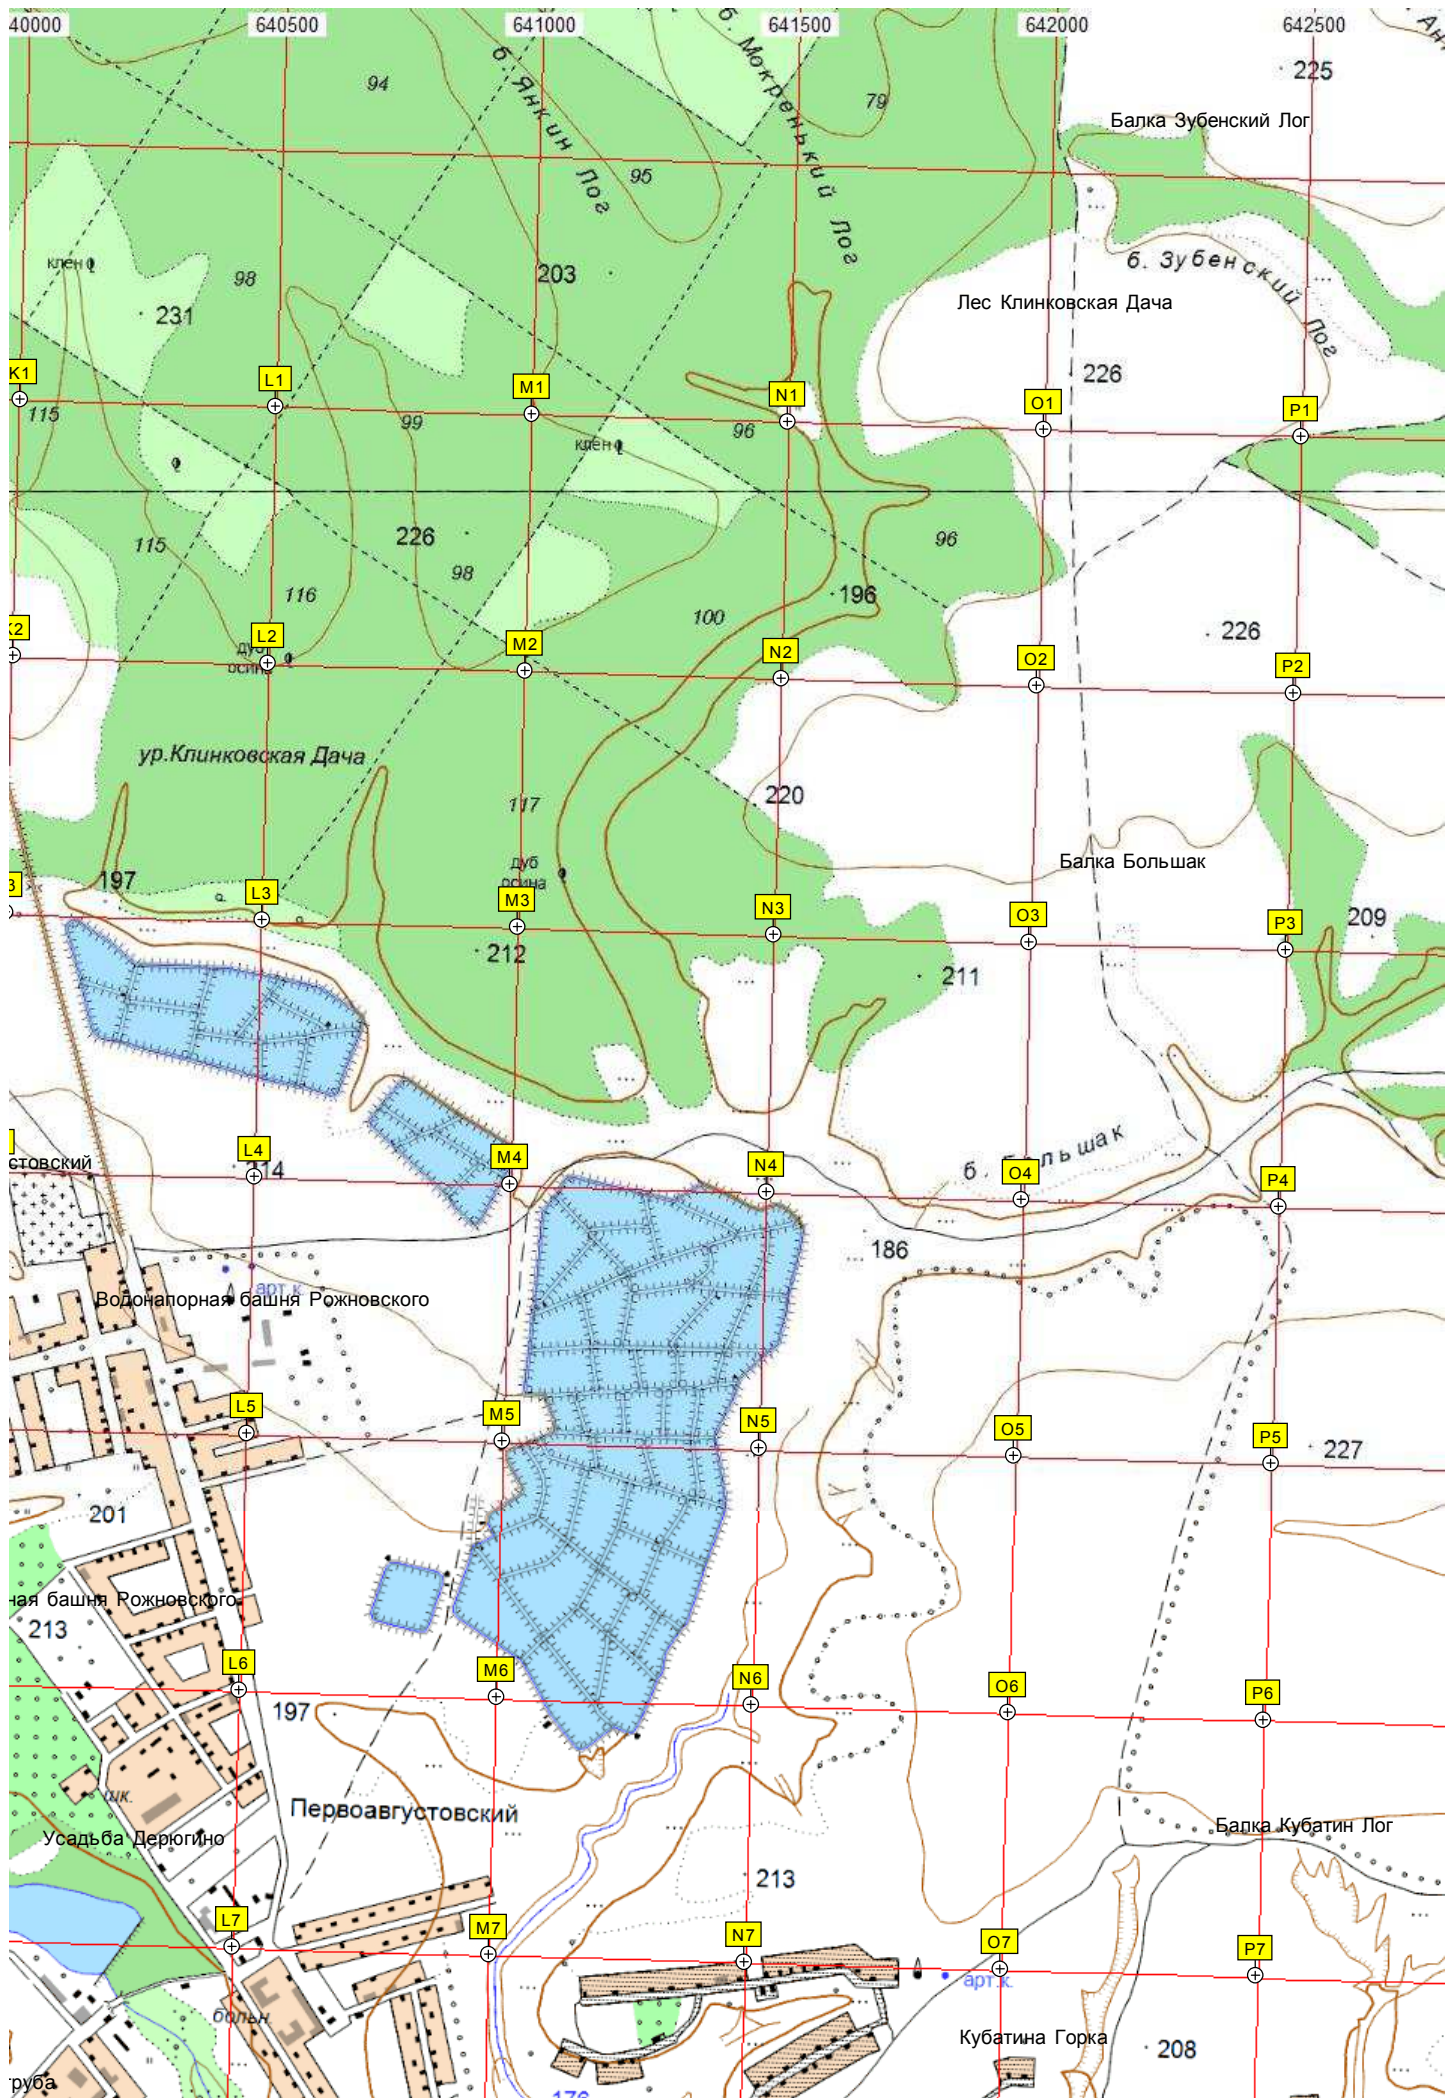 40000 640500 641000 641500 642000 642500
225
94
б. Янкин Лог
б. Мокренький Лог
79
Балка Зубенский Лог
95
б. Зубенский Лог
клен
98
203
231
Лес Клинковская Дача
226
K1
L1
M1
N1
O1
P1
115
99
клен
96
226
115
98
96
116
100
196
226
L2
M2
N2
O2
P2
дуб
осина
ур.Клинковская Дача
117
220
Балка Большак
дуб
осина
197
L3
M3
N3
O3
P3
209
212
211
стовский
L4
M4
N4
O4
P4
214
б. Большак
186
арт.к.
Водонапорная башня Рожновского
L5
M5
N5
O5
P5
227
201
ная башня Рожновского
213
L6
M6
N6
O6
P6
197
шк.
Первоавгустовский
Усадьба Дерюгино
Балка Кубатин Лог
213
L7
M7
N7
O7
P7
арт.к.
больн.
Кубатина Горка
208
труба
176